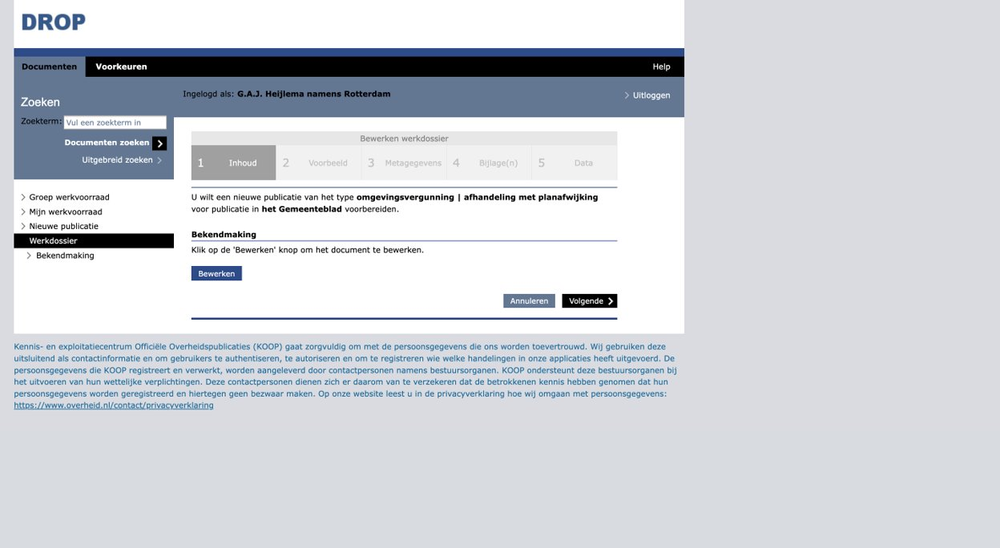 DROP
Documenten
Voorkeuren
Help
Zoeken
Zoekterm:
Vul een zoekterm in
Documenten zoeken
Uitgebreid zoeken
Ingelogd als: G.A.J. Heijlema namens Rotterdam
Uitloggen
Groep werkvoorraad
Mijn werkvoorraad
Nieuwe publicatie
Werkdossier
Bekendmaking
Bewerken werkdossier
1 Inhoud
2 Voorbeeld
3 Metagegevens
4 Bijlage(n)
5 Data
U wilt een nieuwe publicatie van het type omgevingsvergunning | afhandeling met planafwijking
voor publicatie in het Gemeenteblad voorbereiden.
Bekendmaking
Klik op de 'Bewerken' knop om het document te bewerken.
Bewerken
Annuleren
Volgende
Kennis- en exploitatiecentrum Officiële Overheidspublicaties (KOOP) gaat zorgvuldig om met de persoonsgegevens die ons worden toevertrouwd. Wij gebruiken deze
uitsluitend als contactinformatie en om gebruikers te authentiseren, te autoriseren en om te registreren wie welke handelingen in onze applicaties heeft uitgevoerd. De
persoonsgegevens die KOOP registreert en verwerkt, worden aangeleverd door contactpersonen namens bestuursorganen. KOOP ondersteunt deze bestuursorganen bij
het uitvoeren van hun wettelijke verplichtingen. Deze contactpersonen dienen zich er daarom van te verzekeren dat de betrokkenen kennis hebben genomen dat hun
persoonsgegevens worden geregistreerd en hiertegen geen bezwaar maken. Op onze website leest u in de privacyverklaring hoe wij omgaan met persoonsgegevens:
https://www.overheid.nl/contact/privacyverklaring